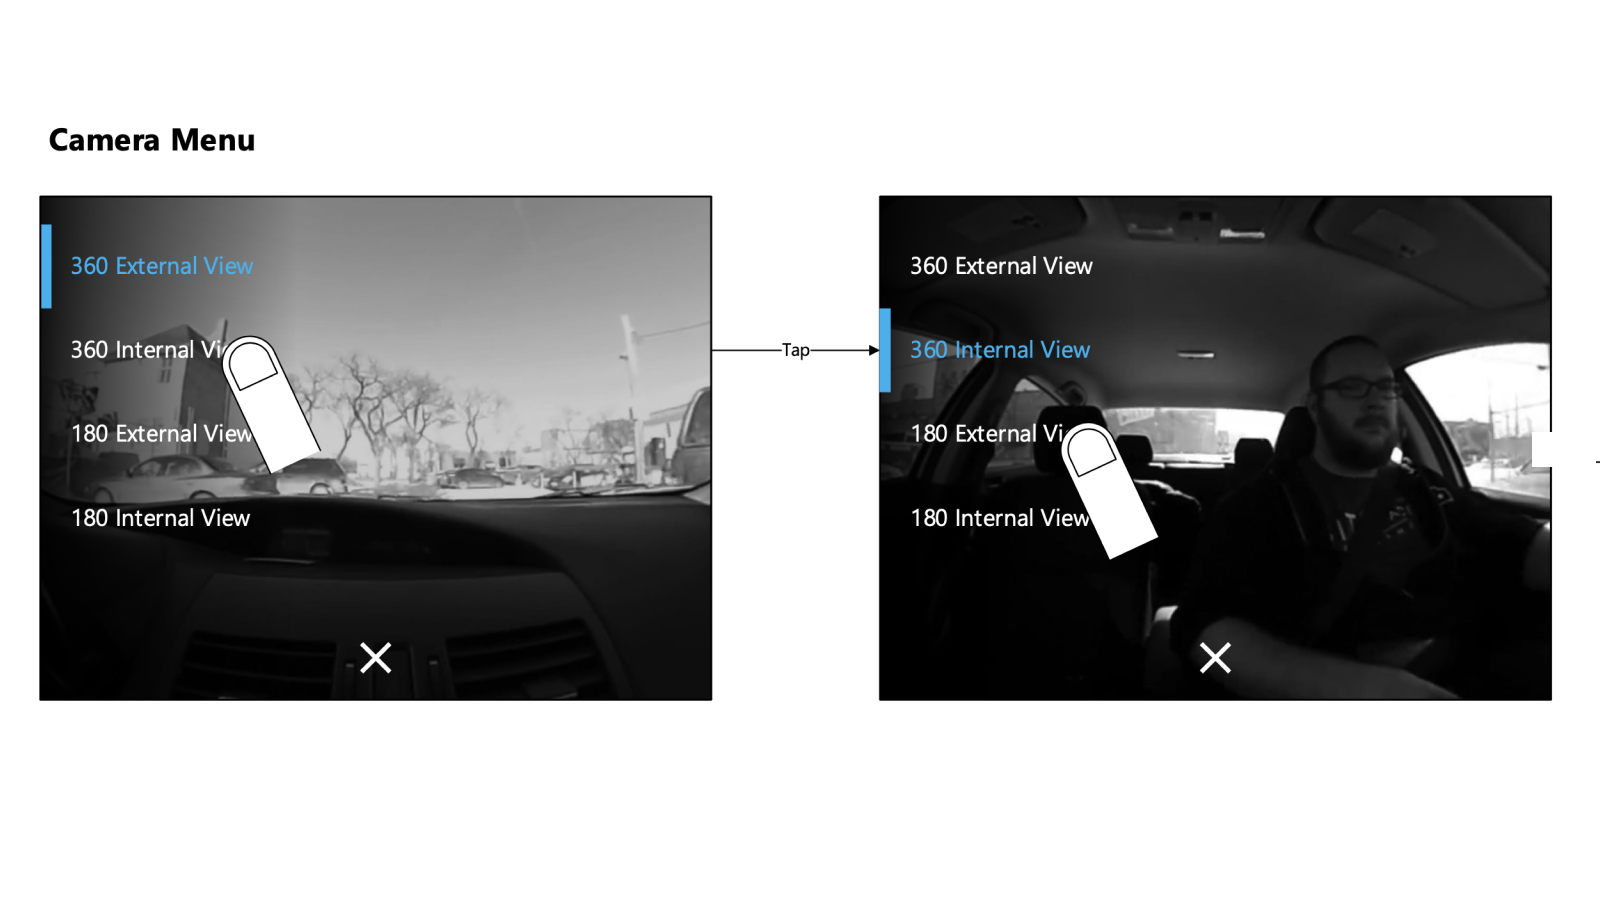 Camera Menu
360 External View
360 Internal Vi
180 External View
180 Internal View
Tap
360 External View
360 Internal View
180 External Vi
180 Internal View